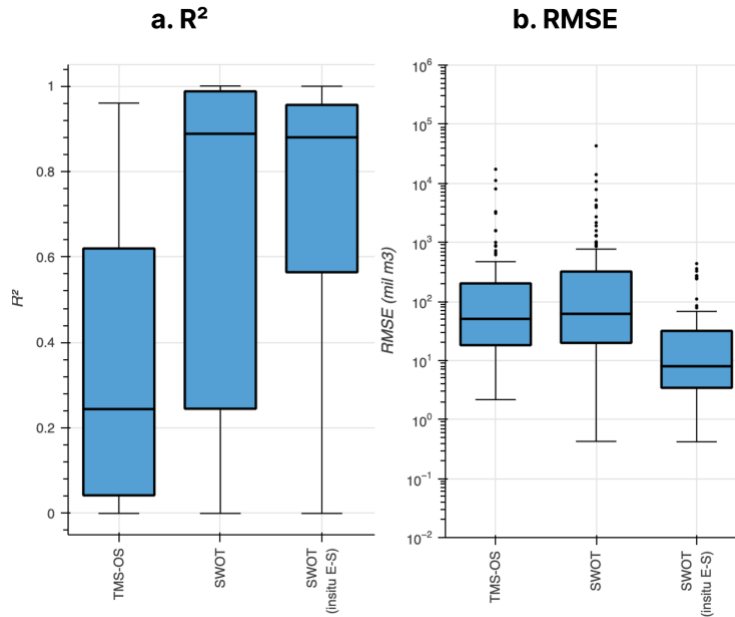 a. R²
b. RMSE
R²
1
0.8
0.6
0.4
0.2
0
TMS-OS
SWOT
SWOT
(insitu E-S)
RMSE (mil m3)
10⁶
10⁵
10⁴
10³
10²
10¹
10⁰
10⁻¹
10⁻²
TMS-OS
SWOT
SWOT
(insitu E-S)